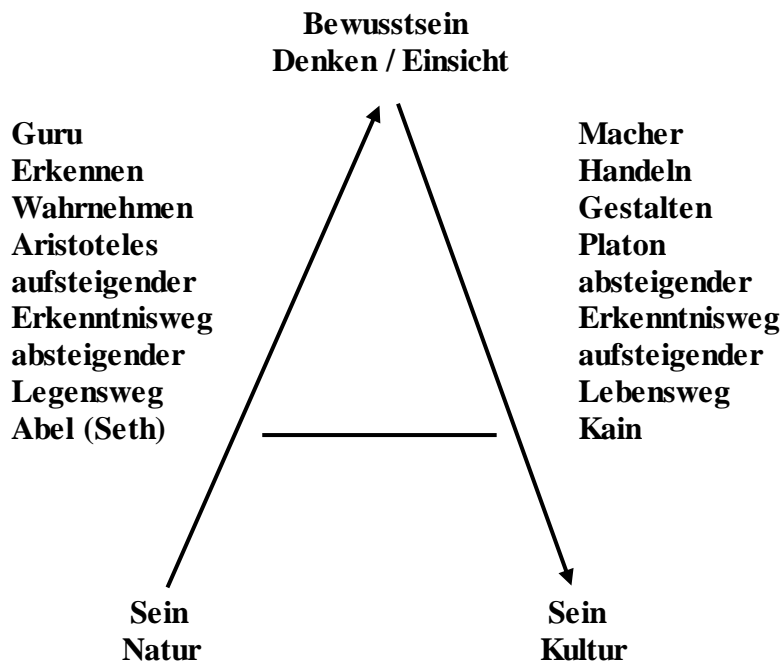 Bewusstsein
Denken / Einsicht
Guru
Erkennen
Wahrnehmen
Aristoteles
aufsteigender
Erkenntnisweg
absteigender
Legensweg
Abel (Seth)
Macher
Handeln
Gestalten
Platon
absteigender
Erkenntnisweg
aufsteigender
Lebensweg
Kain
Sein
Natur
Sein
Kultur